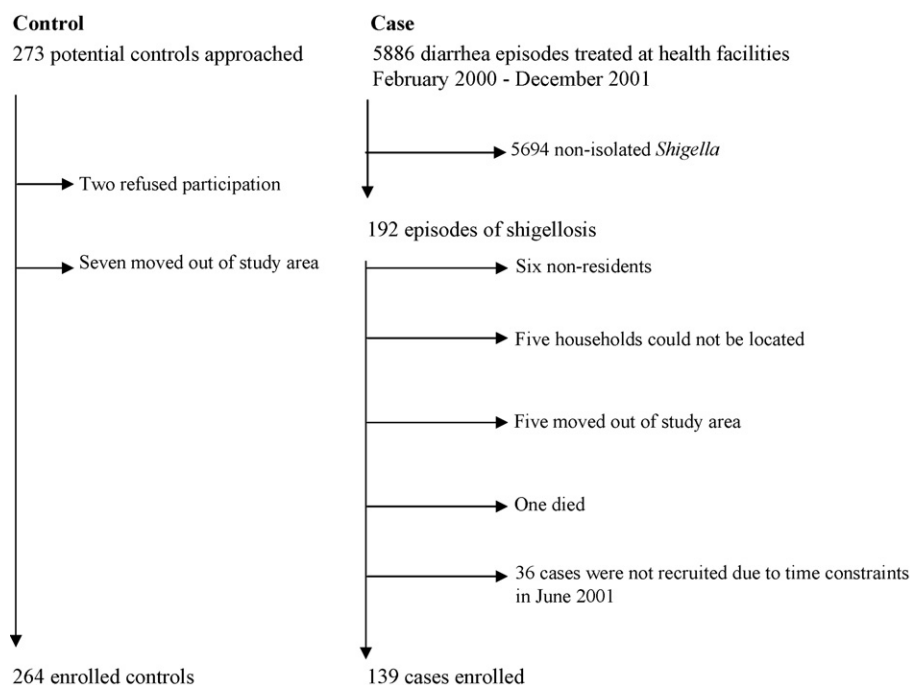 Control
273 potential controls approached
Two refused participation
Seven moved out of study area
264 enrolled controls
Case
5886 diarrhea episodes treated at health facilities
February 2000 - December 2001
5694 non-isolated Shigella
192 episodes of shigellosis
Six non-residents
Five households could not be located
Five moved out of study area
One died
36 cases were not recruited due to time constraints
in June 2001
139 cases enrolled